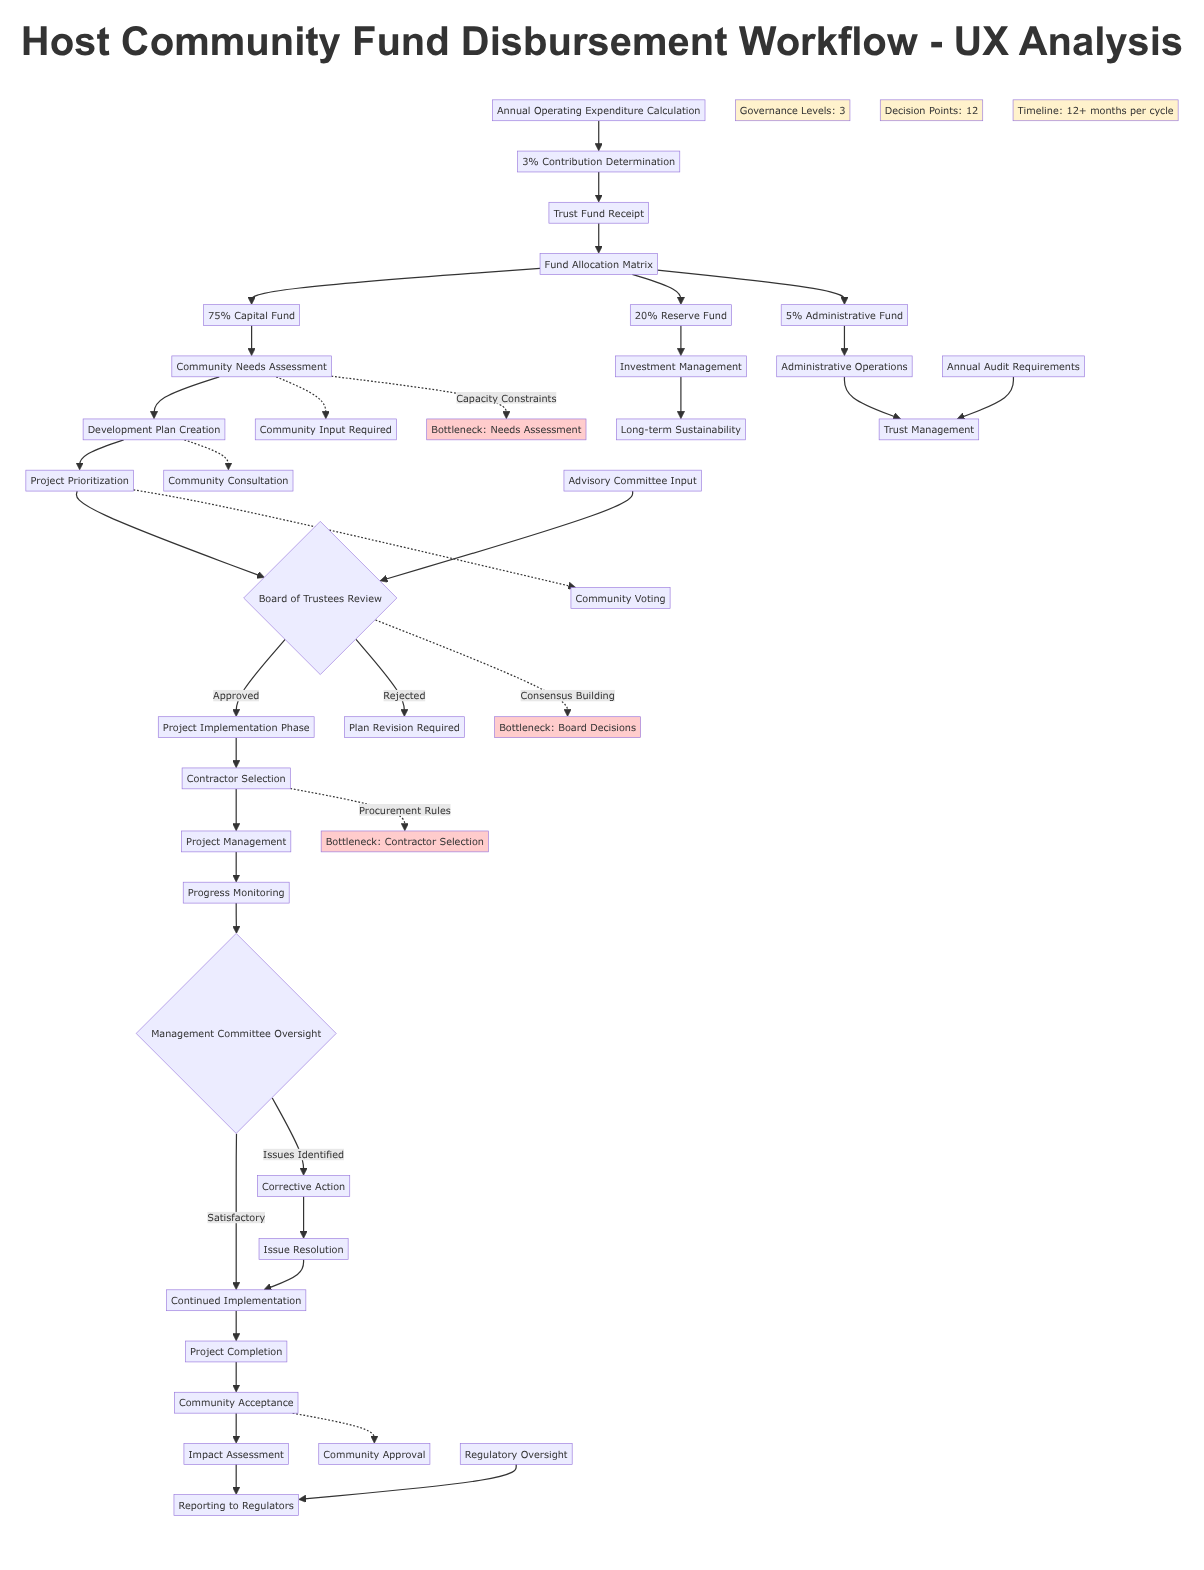 Host Community Fund Disbursement Workflow - UX Analysis
Annual Operating Expenditure Calculation
Governance Levels: 3
Decision Points: 12
Timeline: 12+ months per cycle
3% Contribution Determination
Trust Fund Receipt
Fund Allocation Matrix
75% Capital Fund
20% Reserve Fund
5% Administrative Fund
Community Needs Assessment
Investment Management
Administrative Operations
Annual Audit Requirements
Capacity Constraints
Development Plan Creation
Community Input Required
Bottleneck: Needs Assessment
Long-term Sustainability
Trust Management
Project Prioritization
Community Consultation
Advisory Committee Input
Board of Trustees Review
Community Voting
Approved
Rejected
Consensus Building
Project Implementation Phase
Plan Revision Required
Bottleneck: Board Decisions
Contractor Selection
Procurement Rules
Project Management
Bottleneck: Contractor Selection
Progress Monitoring
Management Committee Oversight
Issues Identified
Corrective Action
Satisfactory
Issue Resolution
Continued Implementation
Project Completion
Community Acceptance
Impact Assessment
Community Approval
Regulatory Oversight
Reporting to Regulators